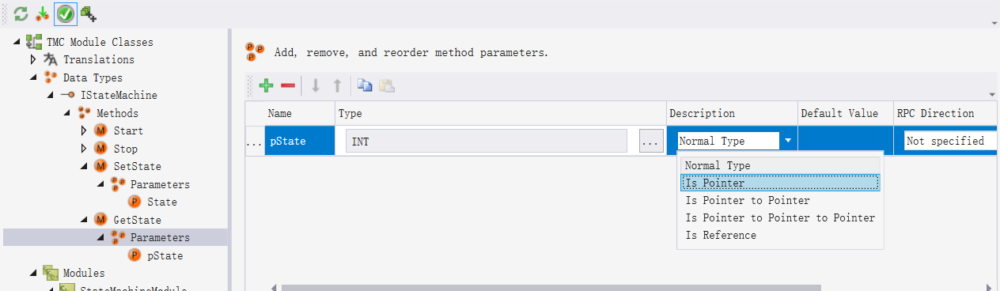 TMC Module Classes
Translations
Data Types
IStateMachine
Methods
Start
Stop
SetState
Parameters
State
GetState
Parameters
pState
Modules
StateMachineModule
Add, remove, and reorder method parameters.
Name Type Description Default Value RPC Direction
... pState INT ... Normal Type Not specified
Normal Type
Is Pointer
Is Pointer to Pointer
Is Pointer to Pointer to Pointer
Is Reference